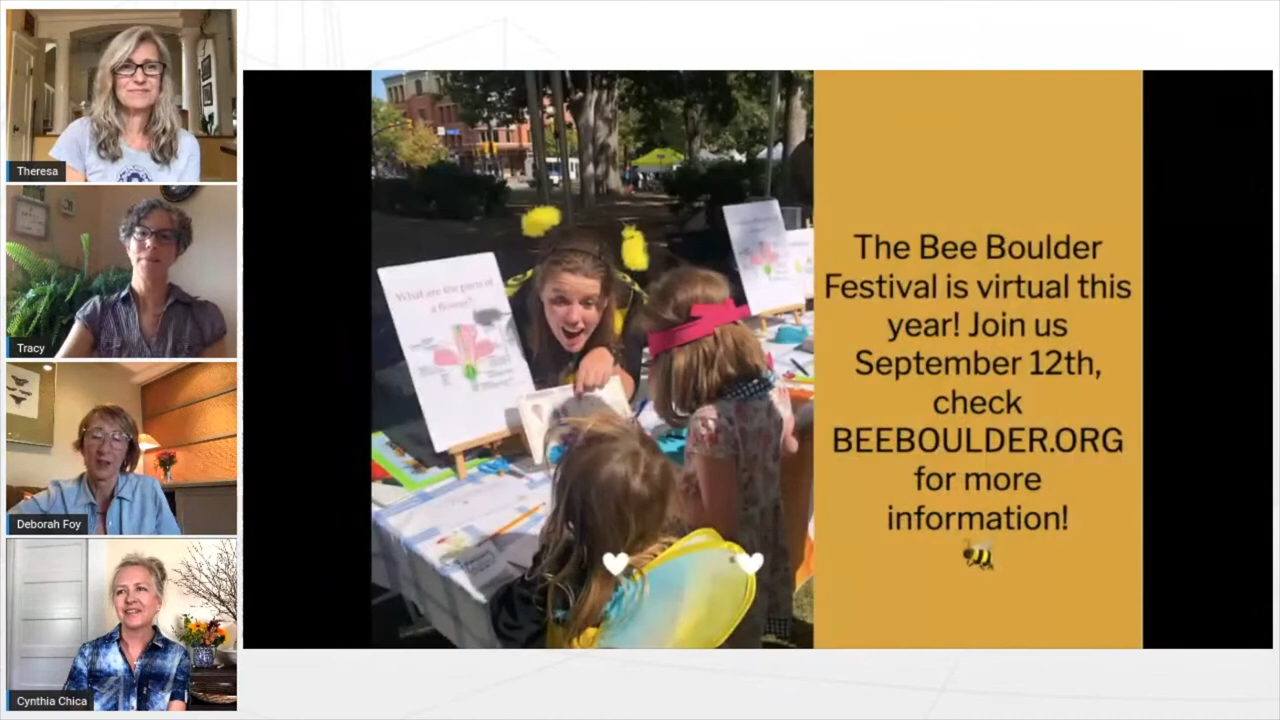 Theresa
Tracy
Deborah Foy
Cynthia Chica
What are the parts of
a flower?
The Bee Boulder
Festival is virtual this
year! Join us
September 12th,
check
BEEBOULDER.ORG
for more
information!